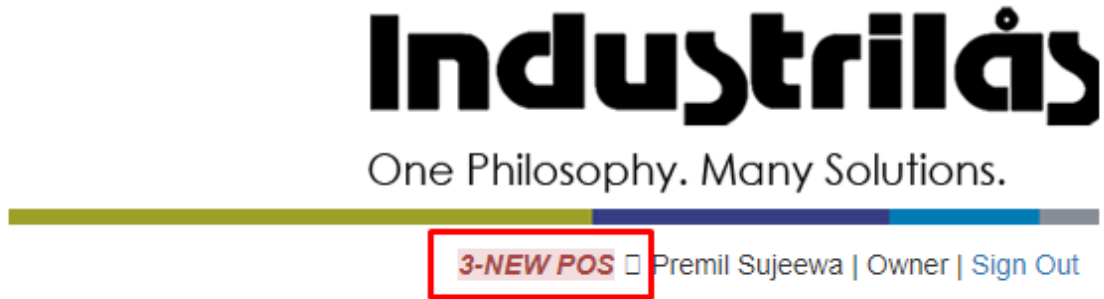 Industrilås
One Philosophy. Many Solutions.
3-NEW POS Premil Sujeewa | Owner | Sign Out